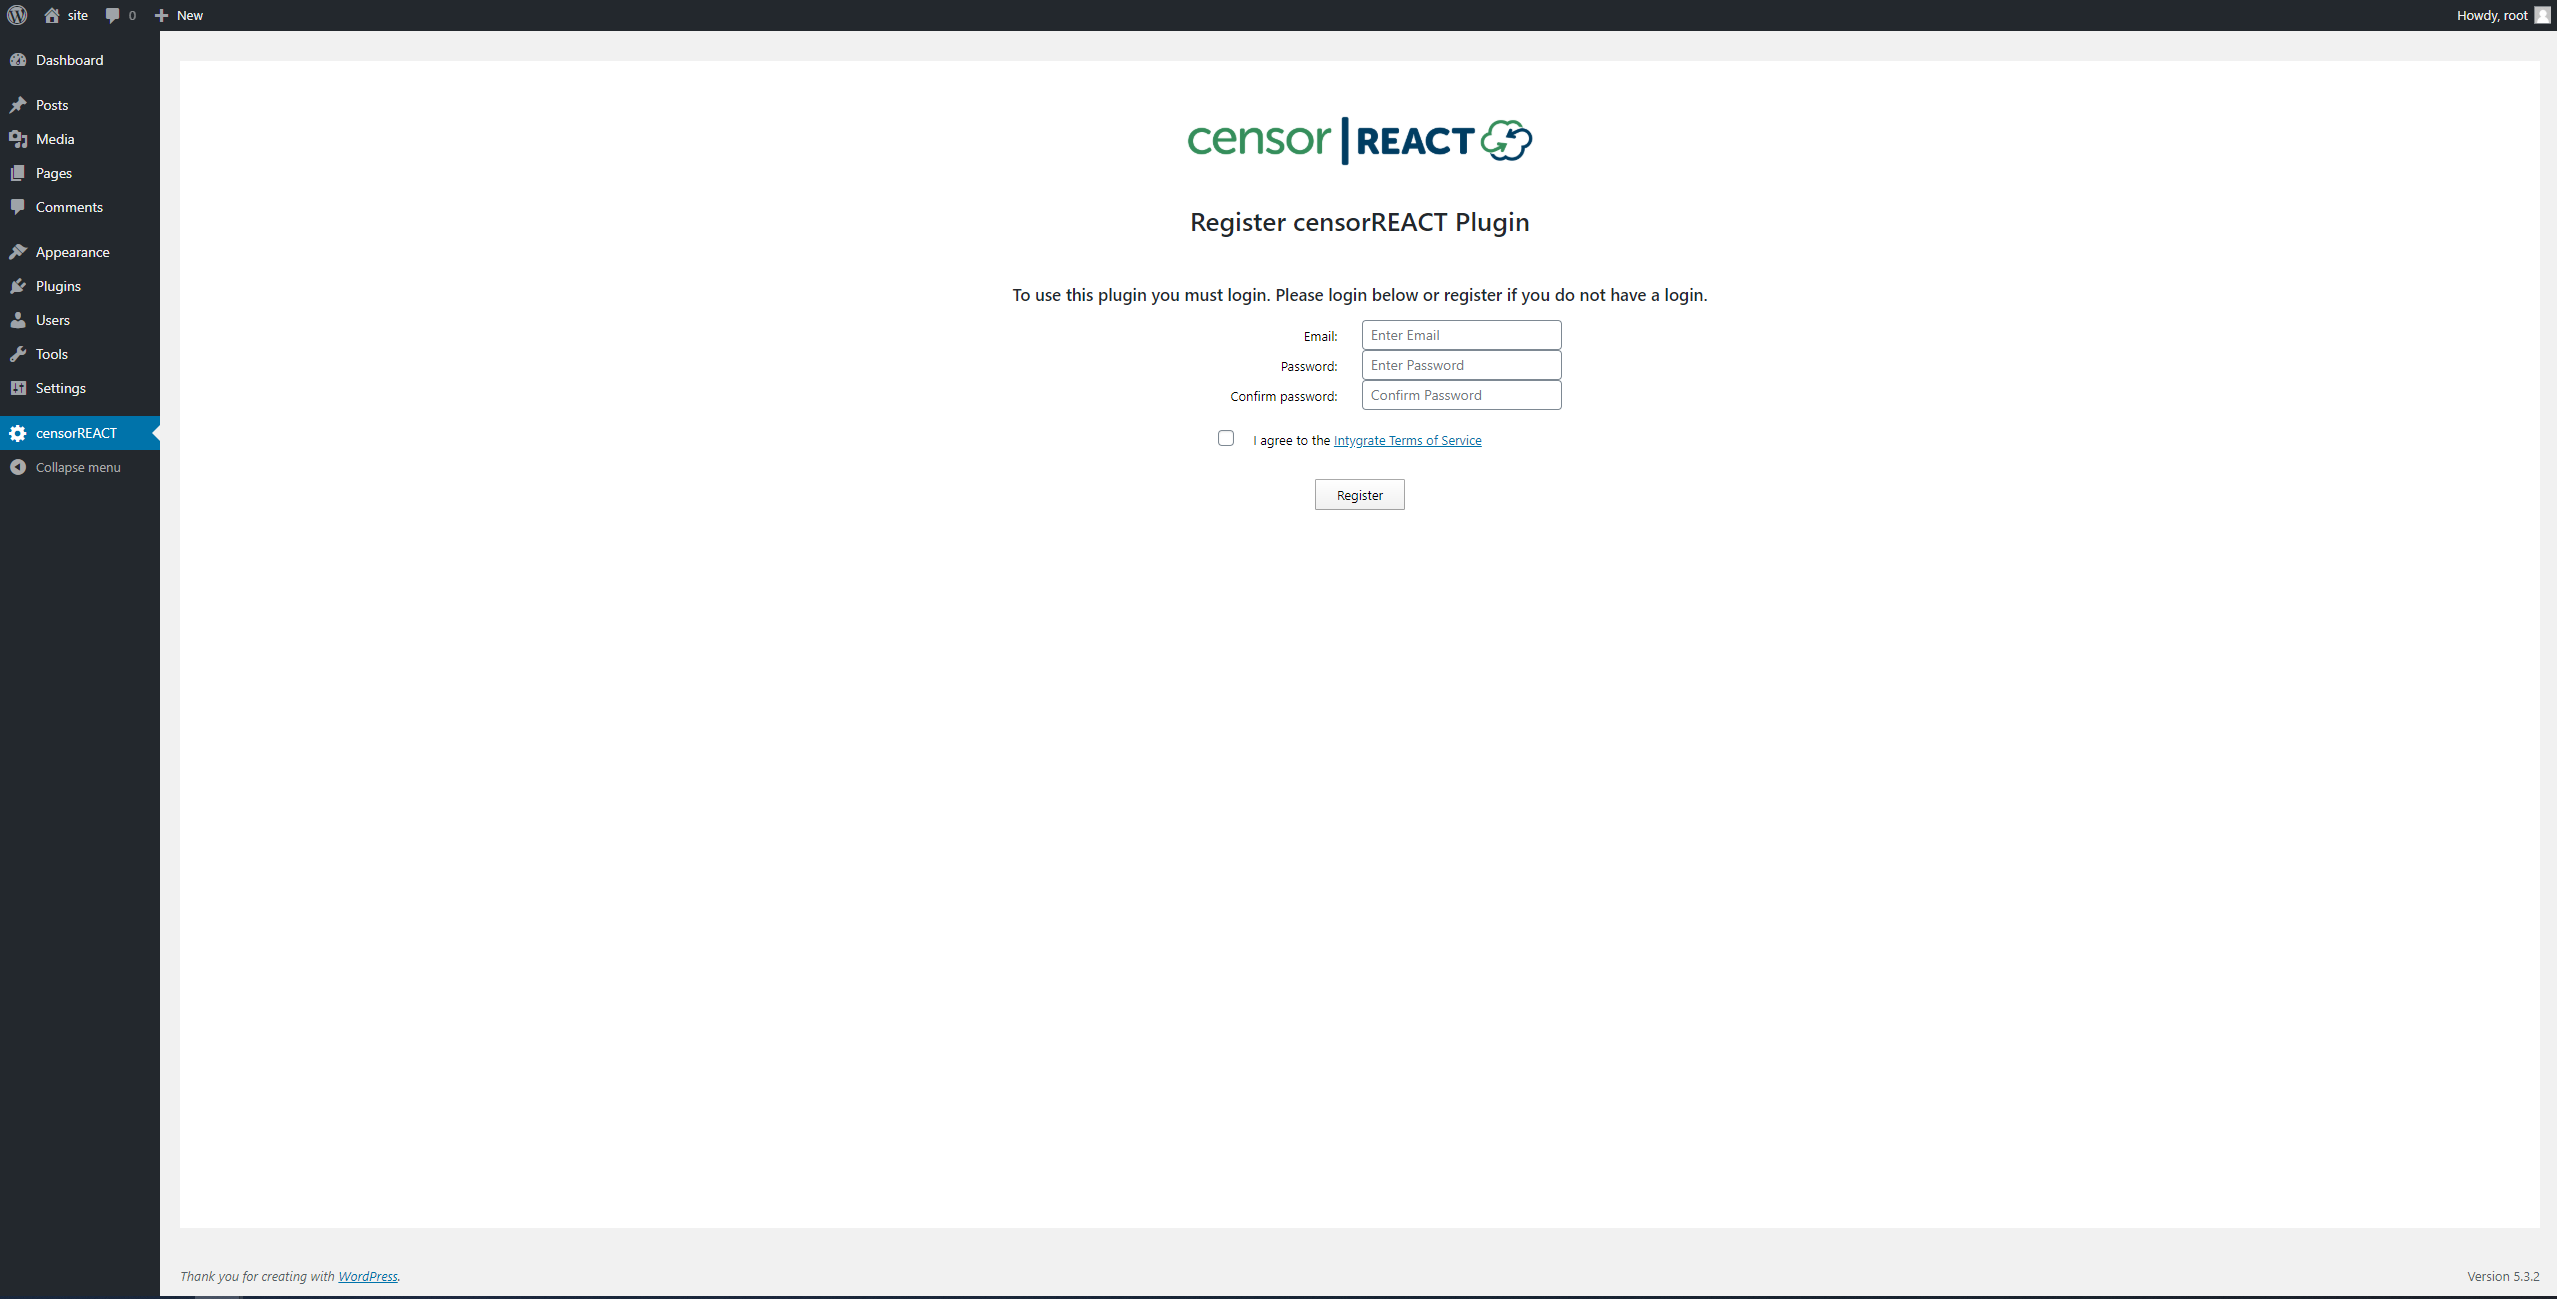 site 0 New Howdy, root
Dashboard
Posts
Media
Pages
Comments
Appearance
Plugins
Users
Tools
Settings
censorREACT
Collapse menu
censor|REACT
Register censorREACT Plugin
To use this plugin you must login. Please login below or register if you do not have a login.
Email: Enter Email
Password: Enter Password
Confirm password: Confirm Password
I agree to the Intygrate Terms of Service
Register
Thank you for creating with WordPress. Version 5.3.2